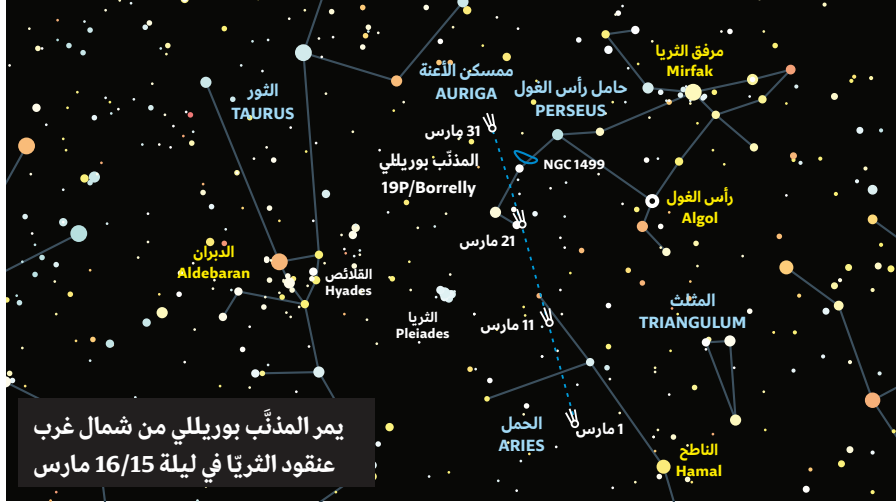 مرفق الثريا
Mirfak
ممسكن الأعنة
AURIGA
حامل رأس الغول
PERSEUS
الثور
TAURUS
31 مارس
المذنّب بوريللي
19P/Borrelly
NGC 1499
رأس الغول
Algol
21 مارس
الدبران
Aldebaran
القلائص
Hyades
الثريا
Pleiades
11 مارس
المثلث
TRIANGULUM
الحمل
ARIES
1 مارس
الناطح
Hamal
يمر المذنَّب بوريللي من شمال غرب
عنقود الثريّا في ليلة 16/15 مارس